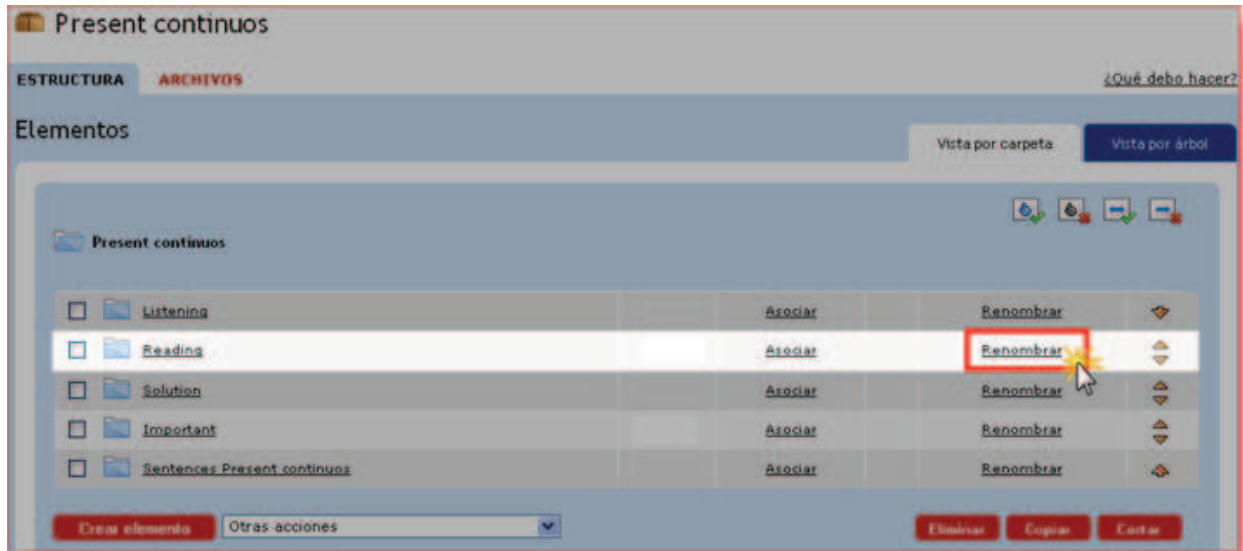 Present continuos
ESTRUCTURA ARCHIVOS ¿Qué debo hacer?
Elementos
Vista por carpeta Vista por árbol
Present continuos
Listening Asociar Renombrar
Reading Asociar Renombrar
Solution Asociar Renombrar
Important Asociar Renombrar
Sentences Present continuos Asociar Renombrar
Crear elemento Otras acciones Eliminar Copiar Cortar